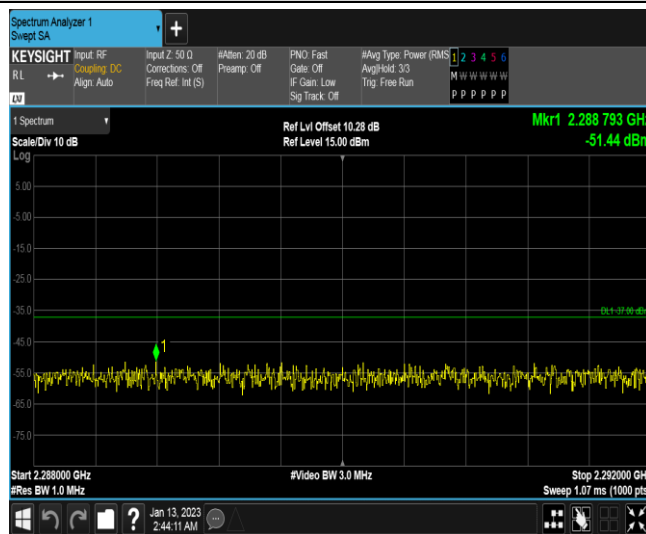 Spectrum Analyzer 1
Swept SA
+
KEYSIGHT
RL
LXI
Input: RF
Coupling: DC
Align: Auto
Input Z: 50 Ω
Corrections: Off
Freq Ref: Int (S)
#Atten: 20 dB
Preamp: Off
PNO: Fast
Gate: Off
IF Gain: Low
Sig Track: Off
#Avg Type: Power (RMS
Avg|Hold: 3/3
Trig: Free Run
1 2 3 4 5 6
M W W W W W
P P P P P P
1 Spectrum
Scale/Div 10 dB
Log
Ref Lvl Offset 10.28 dB
Ref Level 15.00 dBm
Mkr1 2.288 793 GHz
-51.44 dBm
5.00
-5.00
-15.0
-25.0
-35.0
DL1 -37.00 dBm
-45.0
1
-55.0
-65.0
-75.0
Start 2.288000 GHz
#Res BW 1.0 MHz
#Video BW 3.0 MHz
Stop 2.292000 GHz
Sweep 1.07 ms (1000 pts
?
Jan 13, 2023
2:44:11 AM